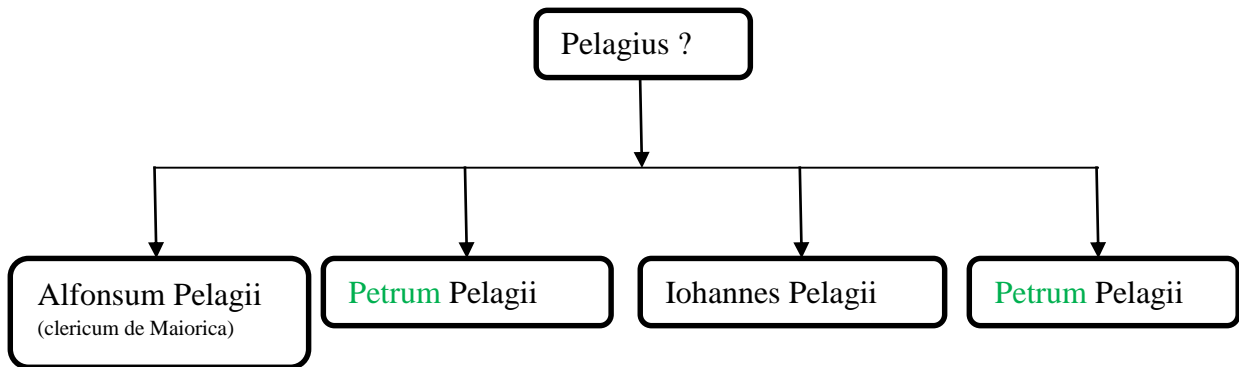 Pelagius ?
Alfonsum Pelagii
(clericum de Maiorica)
Petrum Pelagii
Iohannes Pelagii
Petrum Pelagii